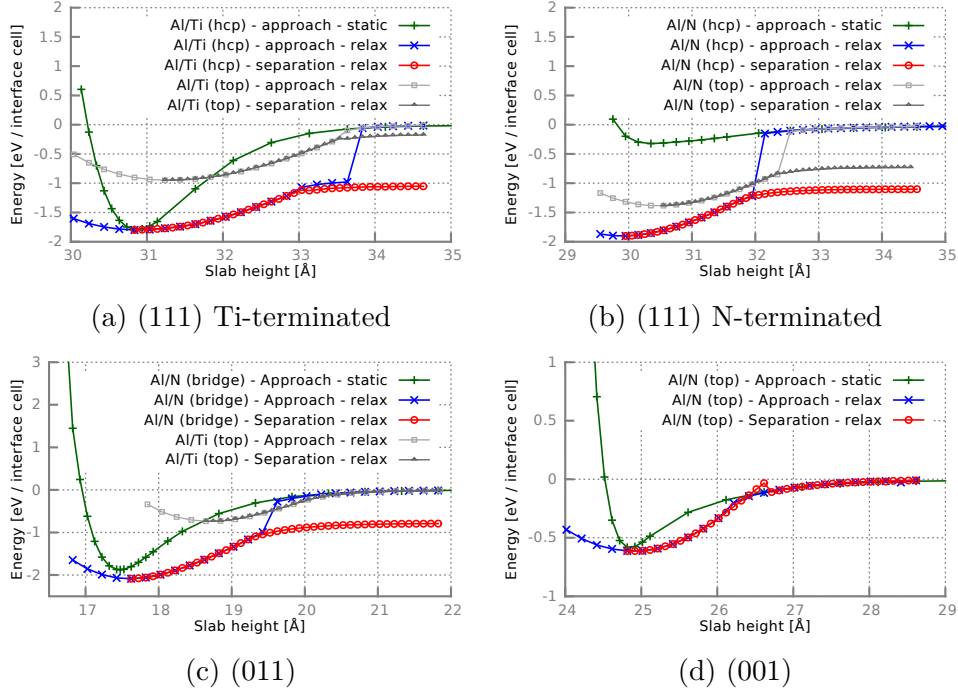 Al/Ti (hcp) - approach - static
Al/Ti (hcp) - approach - relax
Al/Ti (hcp) - separation - relax
Al/Ti (top) - approach - relax
Al/Ti (top) - separation - relax
Energy [eV / interface cell]
2
1.5
1
0.5
0
-0.5
-1
-1.5
-2
30 31 32 33 34 35
Slab height [Å]
(a) (111) Ti-terminated
Al/N (hcp) - approach - static
Al/N (hcp) - approach - relax
Al/N (hcp) - separation - relax
Al/N (top) - approach - relax
Al/N (top) - separation - relax
Energy [eV / interface cell]
2
1.5
1
0.5
0
-0.5
-1
-1.5
-2
29 30 31 32 33 34 35
Slab height [Å]
(b) (111) N-terminated
Al/N (bridge) - Approach - static
Al/N (bridge) - Approach - relax
Al/N (bridge) - Separation - relax
Al/Ti (top) - Approach - relax
Al/Ti (top) - Separation - relax
Energy [eV / interface cell]
3
2
1
0
-1
-2
17 18 19 20 21 22
Slab height [Å]
(c) (011)
Al/N (top) - Approach - static
Al/N (top) - Approach - relax
Al/N (top) - Separation - relax
Energy [eV / interface cell]
1
0.5
0
-0.5
-1
24 25 26 27 28 29
Slab height [Å]
(d) (001)